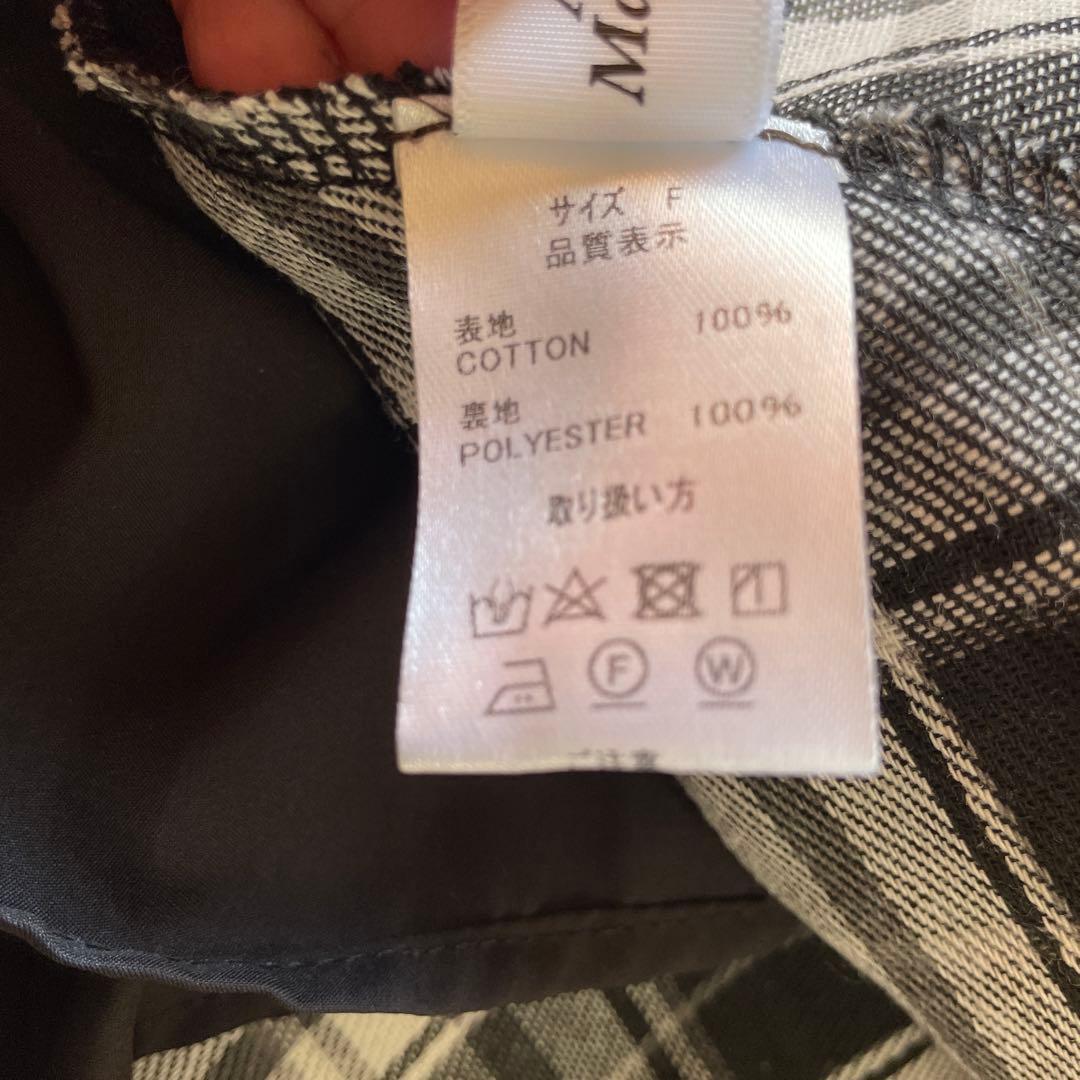 サイズ F
品質表示
表地
COTTON 100%
裏地
POLYESTER 100%
取り扱い方
F W